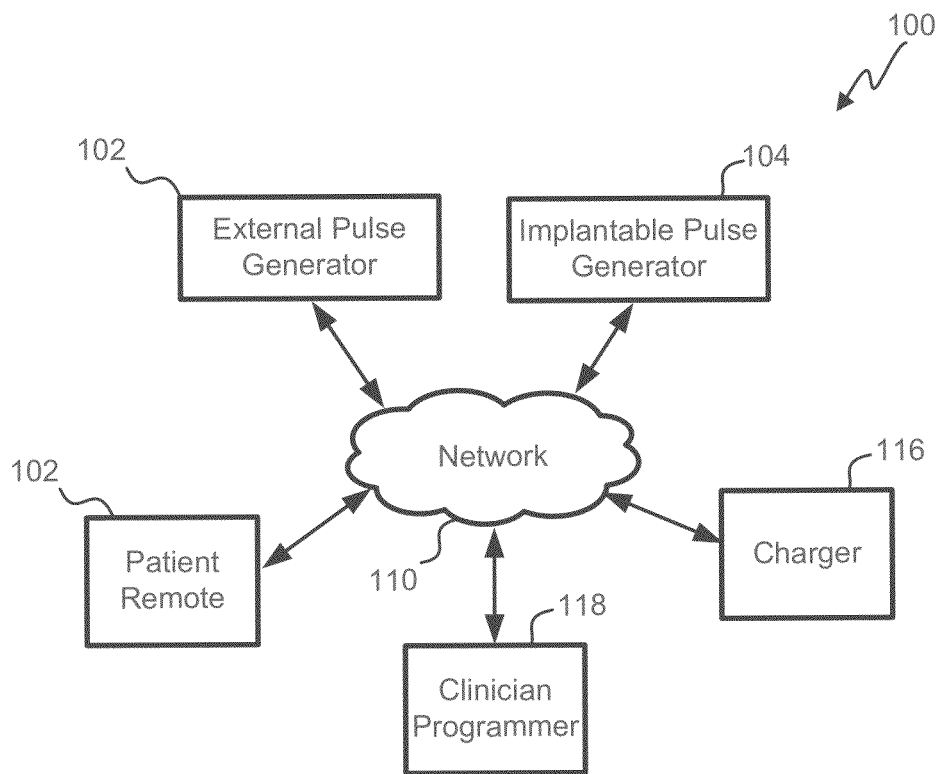 100
102
104
External Pulse
Generator
Implantable Pulse
Generator
Network
102
116
Patient
Remote
110
Charger
118
Clinician
Programmer